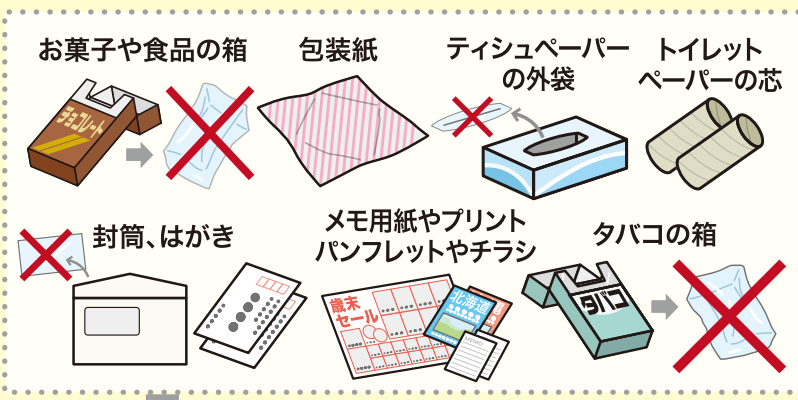 お菓子や食品の箱
包装紙
ティシュペーパー
の外袋
トイレット
ペーパーの芯
チョコレート
封筒、はがき
メモ用紙やプリント
パンフレットやチラシ
タバコの箱
歳末
セール
北海道
MEMO
タバコ